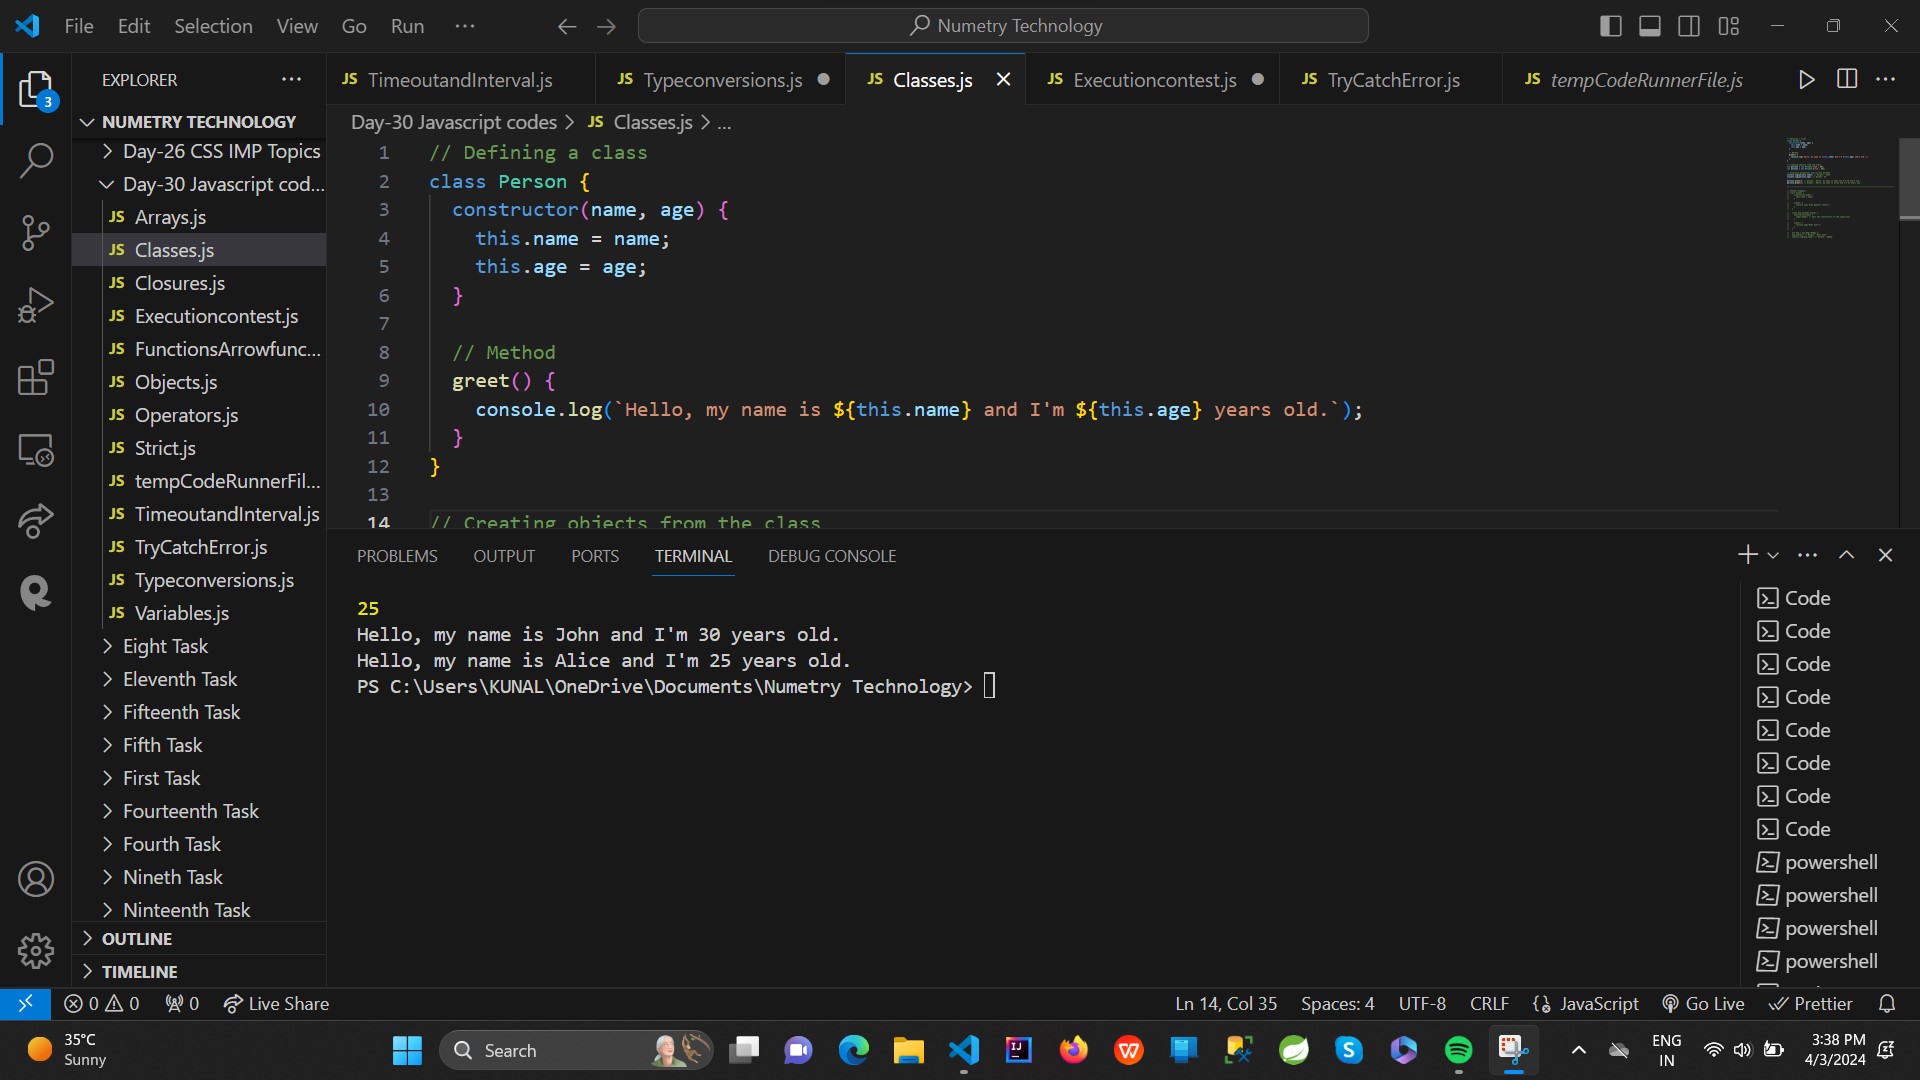 File Edit Selection View Go Run ···
Numetry Technology
EXPLORER
JS TimeoutandInterval.js
JS Typeconversions.js
JS Classes.js
JS Executioncontest.js
JS TryCatchError.js
JS tempCodeRunnerFile.js
3
NUMETRY TECHNOLOGY
Day-26 CSS IMP Topics
Day-30 Javascript cod...
JS Arrays.js
JS Classes.js
JS Closures.js
JS Executioncontest.js
JS FunctionsArrowfunc...
JS Objects.js
JS Operators.js
JS Strict.js
JS tempCodeRunnerFil...
JS TimeoutandInterval.js
JS TryCatchError.js
JS Typeconversions.js
JS Variables.js
Eight Task
Eleventh Task
Fifteenth Task
Fifth Task
First Task
Fourteenth Task
Fourth Task
Nineth Task
Ninteenth Task
OUTLINE
TIMELINE
Day-30 Javascript codes > JS Classes.js > ...
1 // Defining a class
2 class Person {
3 constructor(name, age) {
4 this.name = name;
5 this.age = age;
6 }
7
8 // Method
9 greet() {
10 console.log(`Hello, my name is ${this.name} and I'm ${this.age} years old.`);
11 }
12 }
13
14 // Creating objects from the class
PROBLEMS OUTPUT PORTS TERMINAL DEBUG CONSOLE
25
Hello, my name is John and I'm 30 years old.
Hello, my name is Alice and I'm 25 years old.
PS C:\Users\KUNAL\OneDrive\Documents\Numetry Technology>
Code
Code
Code
Code
Code
Code
Code
Code
powershell
powershell
powershell
powershell
0 0 0 Live Share
Ln 14, Col 35 Spaces: 4 UTF-8 CRLF JavaScript Go Live Prettier
35°C
Sunny
Search
ENG
IN
3:38 PM
4/3/2024